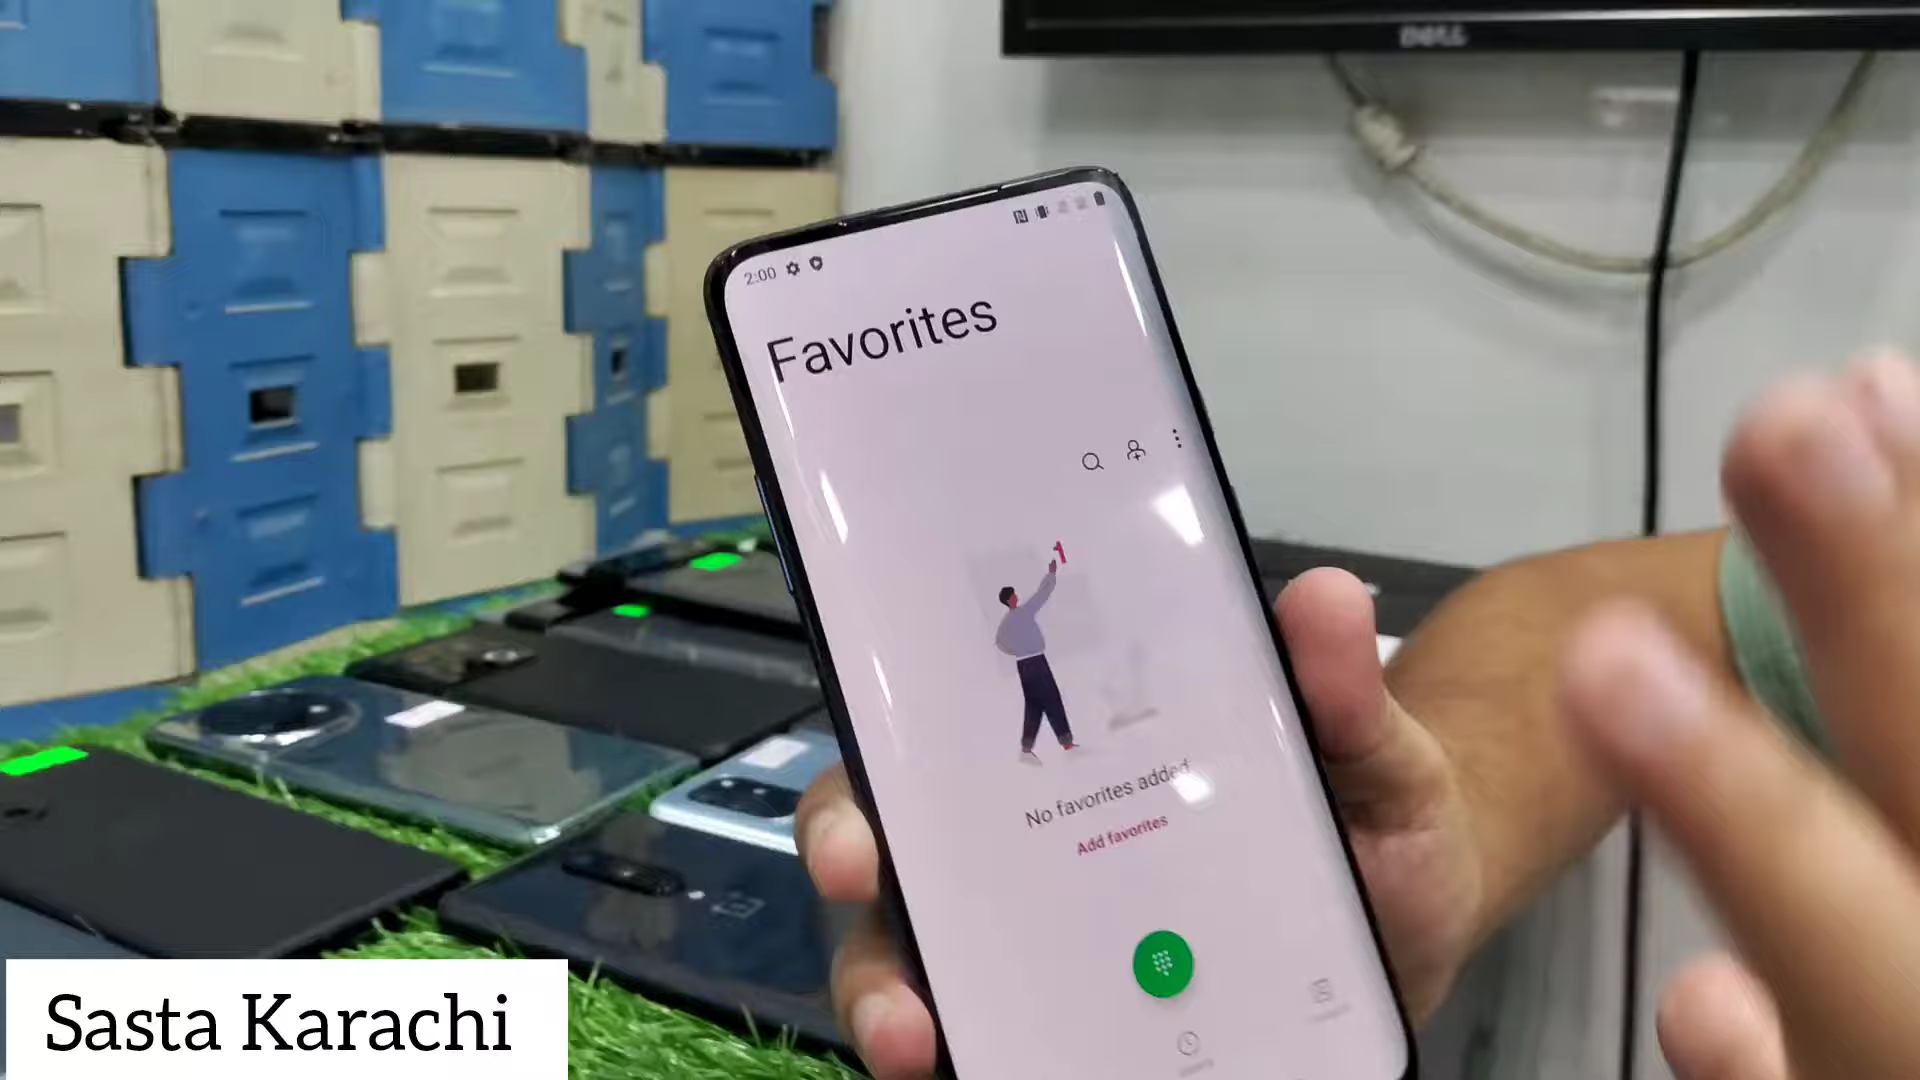 DELL
2:00
Favorites
No favorites added
Add favorites
Sasta Karachi